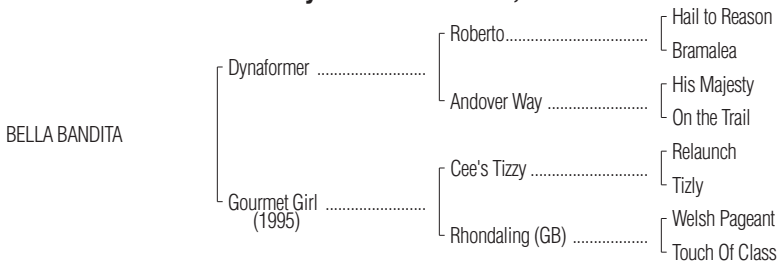 Hail to Reason
Roberto
Bramalea
Dynaformer
His Majesty
Andover Way
On the Trail
BELLA BANDITA
Relaunch
Cee's Tizzy
Tizly
Gourmet Girl
(1995)
Welsh Pageant
Rhondaling (GB)
Touch Of Class